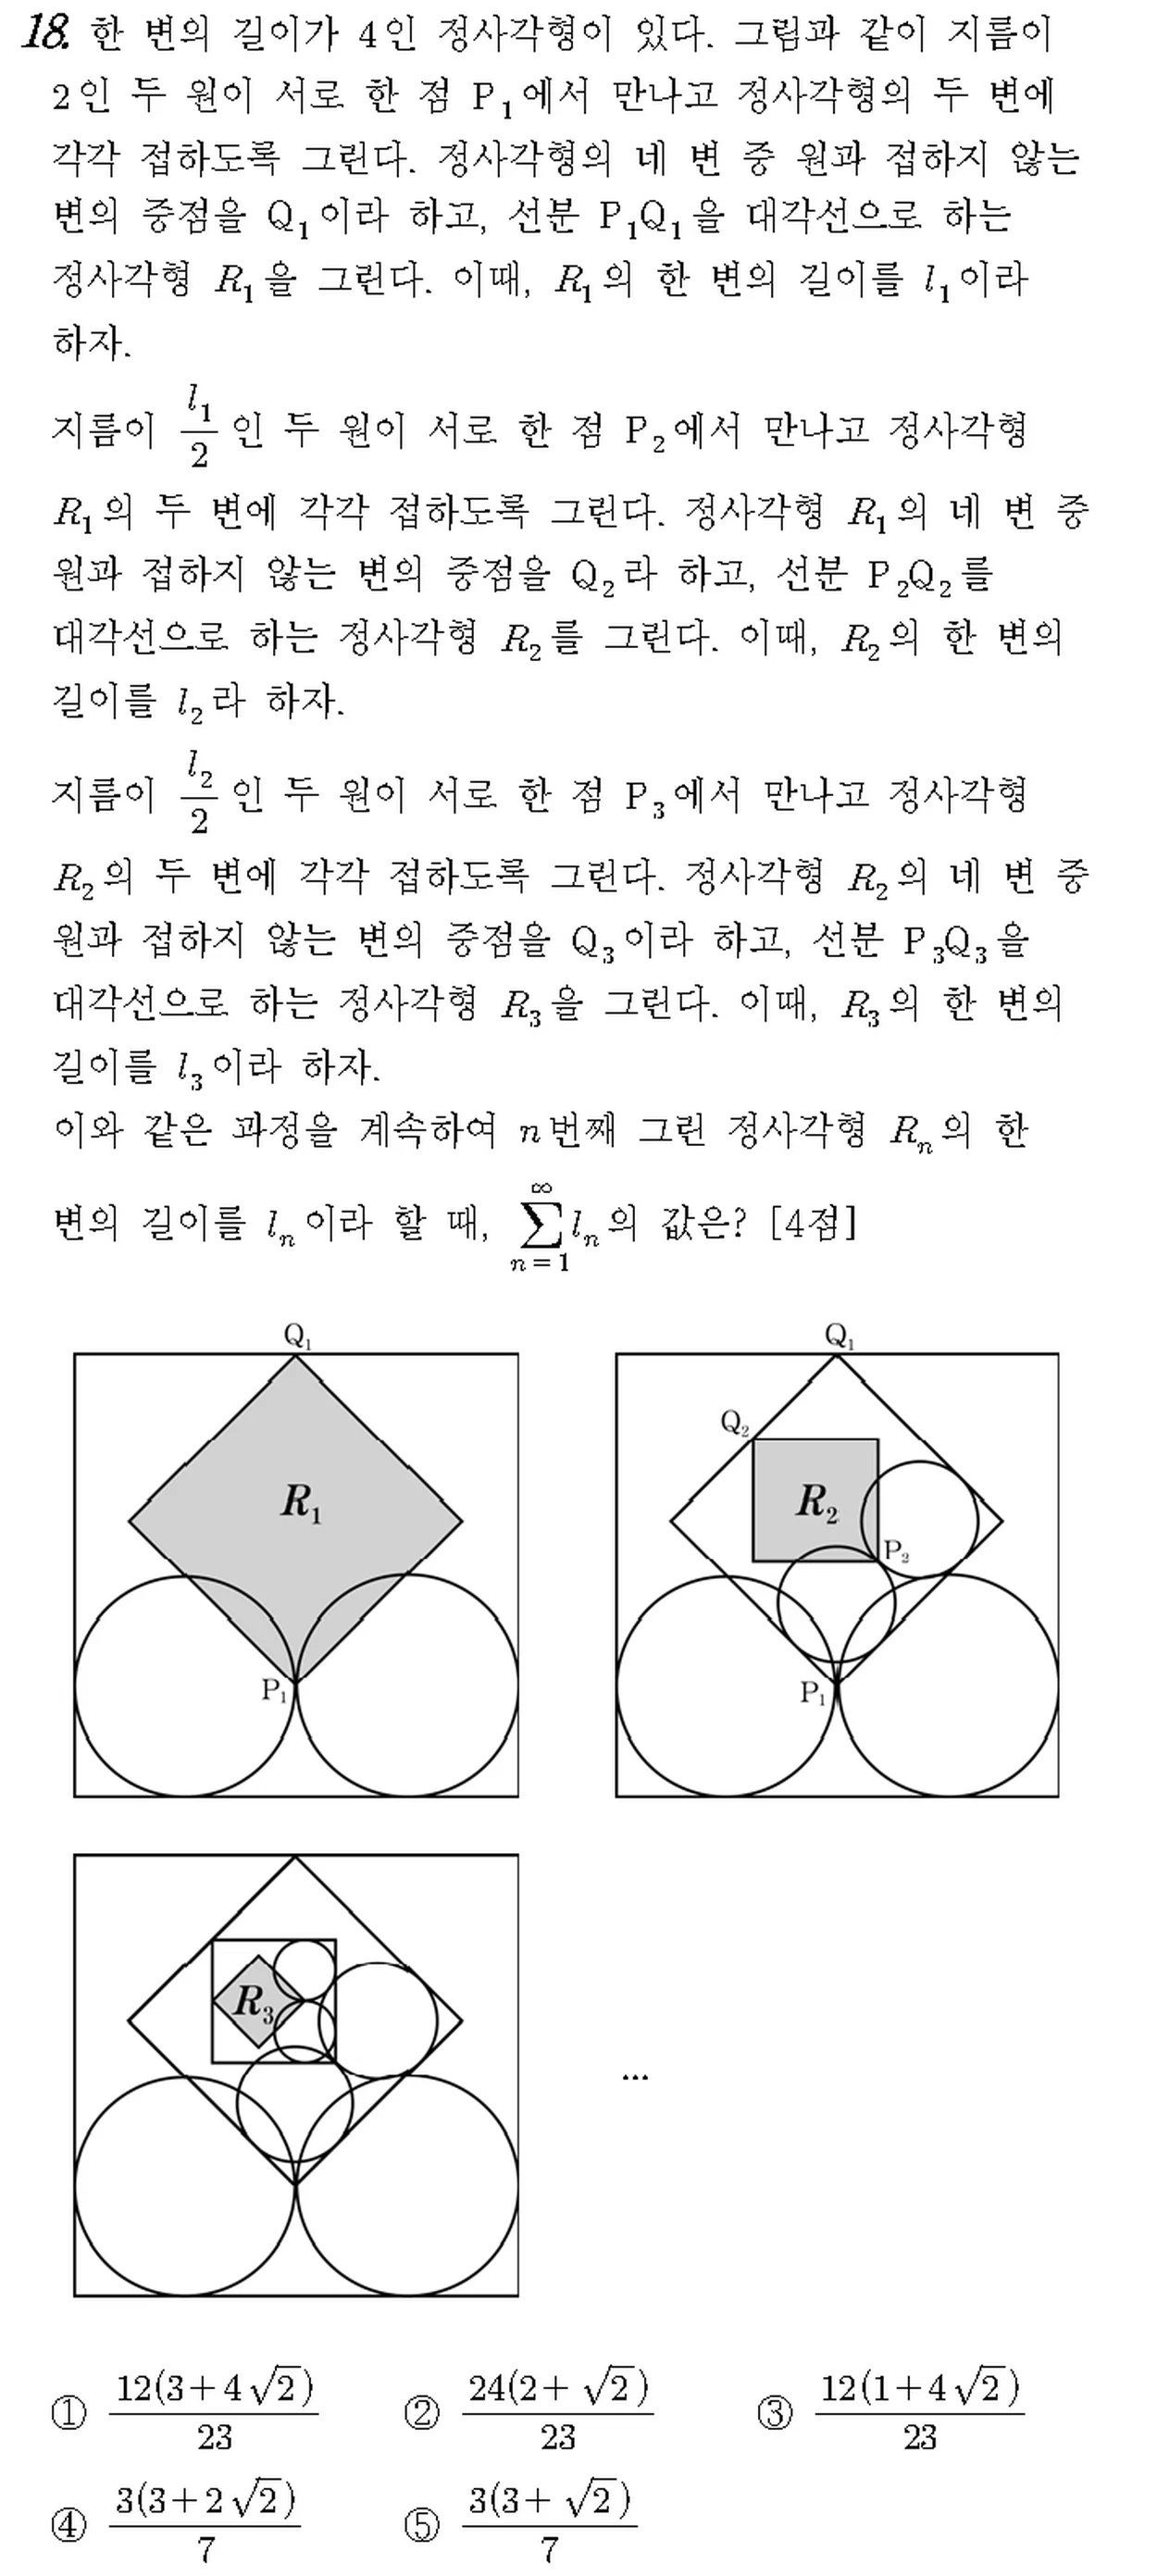 18. 한 변의 길이가 4인 정사각형이 있다. 그림과 같이 지름이
2인 두 원이 서로 한 점 P₁에서 만나고 정사각형의 두 변에
각각 접하도록 그린다. 정사각형의 네 변 중 원과 접하지 않는
변의 중점을 Q₁이라 하고, 선분 P₁Q₁을 대각선으로 하는
정사각형 R₁을 그린다. 이때, R₁의 한 변의 길이를 l₁이라
하자.
지름이 l₁/2인 두 원이 서로 한 점 P₂에서 만나고 정사각형
R₁의 두 변에 각각 접하도록 그린다. 정사각형 R₁의 네 변 중
원과 접하지 않는 변의 중점을 Q₂라 하고, 선분 P₂Q₂를
대각선으로 하는 정사각형 R₂를 그린다. 이때, R₂의 한 변의
길이를 l₂라 하자.
지름이 l₂/2인 두 원이 서로 한 점 P₃에서 만나고 정사각형
R₂의 두 변에 각각 접하도록 그린다. 정사각형 R₂의 네 변 중
원과 접하지 않는 변의 중점을 Q₃이라 하고, 선분 P₃Q₃을
대각선으로 하는 정사각형 R₃을 그린다. 이때, R₃의 한 변의
길이를 l₃이라 하자.
이와 같은 과정을 계속하여 n번째 그린 정사각형 Rₙ의 한
변의 길이를 lₙ이라 할 때, ∑_{n=1}^{∞} lₙ의 값은? [4점]
Q₁ Q₁
Q₂
R₁ R₂
P₂
P₁ P₁
R₃
...
① 12(3+4√2)/23 ② 24(2+√2)/23 ③ 12(1+4√2)/23
④ 3(3+2√2)/7 ⑤ 3(3+√2)/7